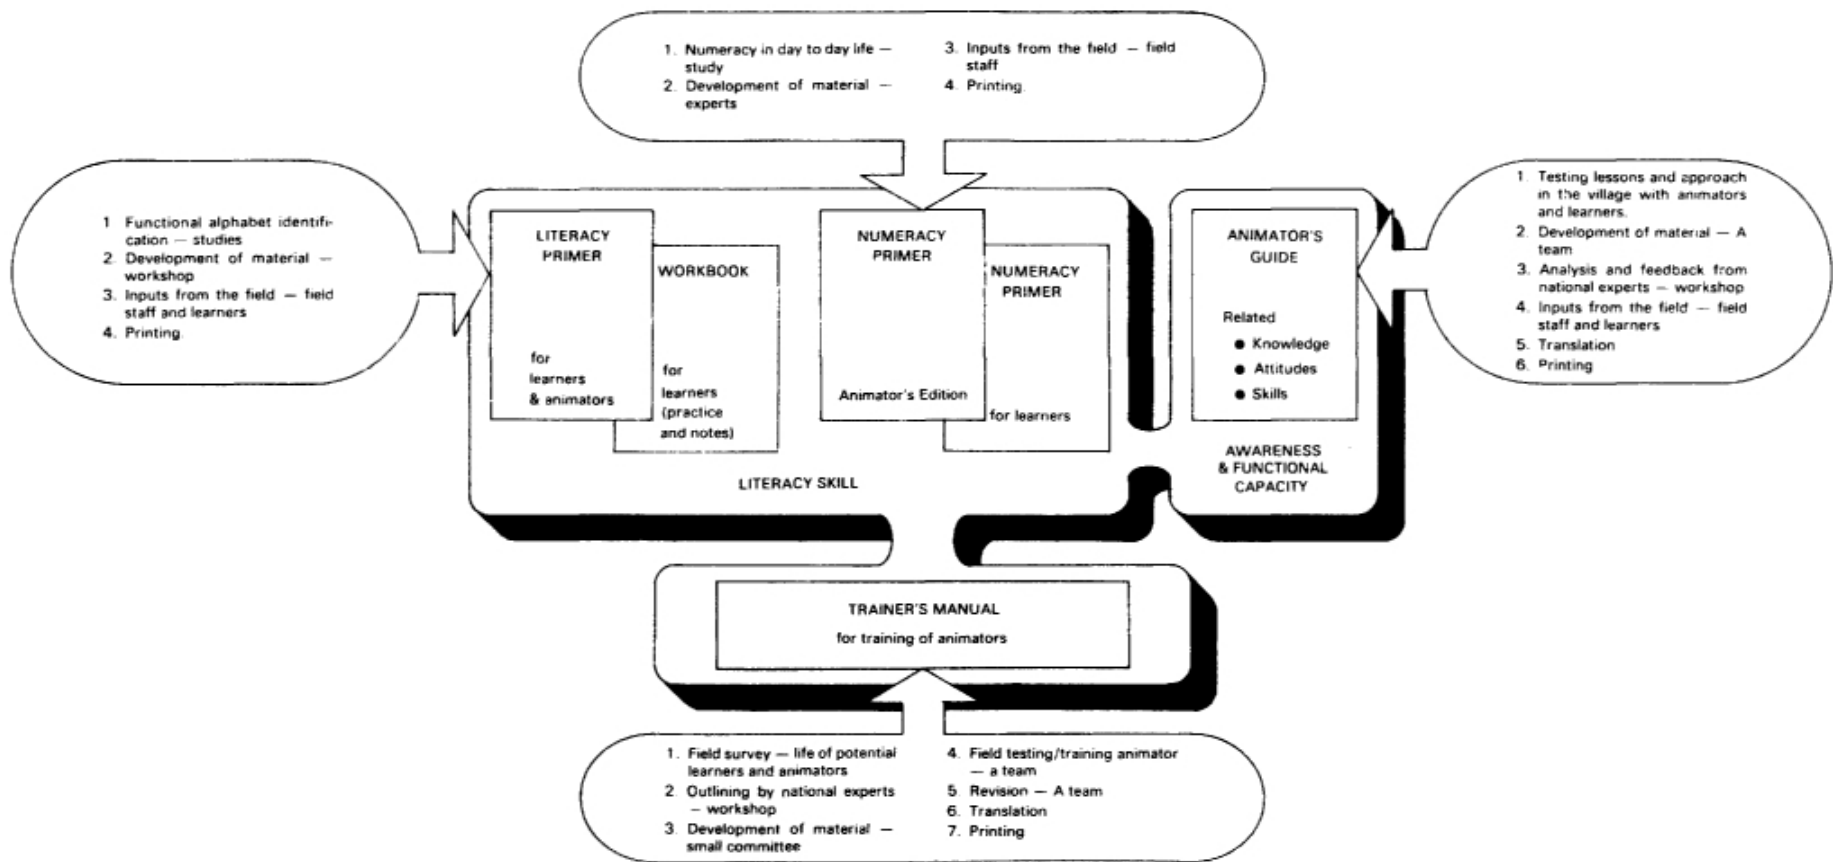 1. Numeracy in day to day life —
study
2. Development of material —
experts
3. Inputs from the field — field
staff
4. Printing.
1 Functional alphabet identifi-
cation — studies
2. Development of material —
workshop
3. Inputs from the field — field
staff and learners
4. Printing.
LITERACY
PRIMER
for
learners
& animators
WORKBOOK
for
learners
(practice
and notes)
NUMERACY
PRIMER
Animator's Edition
NUMERACY
PRIMER
for learners
LITERACY SKILL
ANIMATOR'S
GUIDE
Related
● Knowledge
● Attitudes
● Skills
AWARENESS
& FUNCTIONAL
CAPACITY
1. Testing lessons and approach
in the village with animators
and learners.
2. Development of material — A
team
3. Analysis and feedback from
national experts — workshop
4. Inputs from the field — field
staff and learners
5. Translation
6. Printing
TRAINER'S MANUAL
for training of animators
1. Field survey — life of potential
learners and animators
2. Outlining by national experts
— workshop
3. Development of material —
small committee
4. Field testing/training animator
— a team
5. Revision — A team
6. Translation
7. Printing